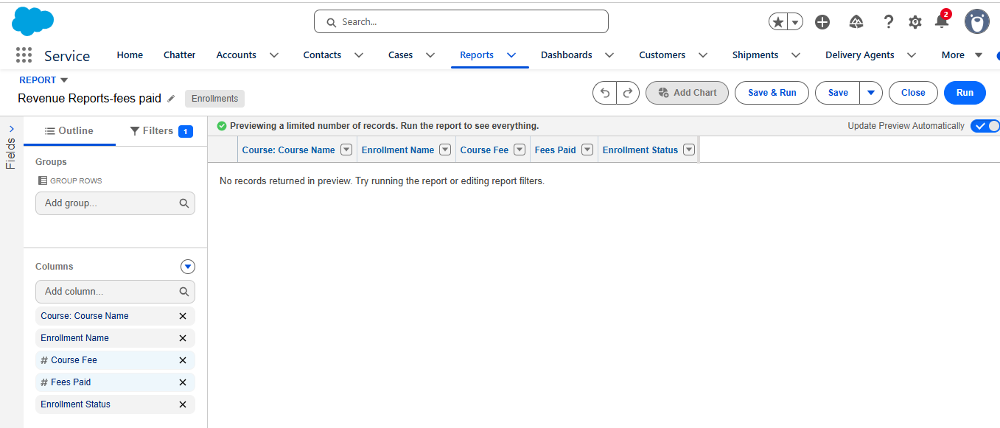 Search...
2
Service
Home Chatter Accounts Contacts Cases Reports Dashboards Customers Shipments Delivery Agents More
REPORT
Revenue Reports-fees paid Enrollments
Add Chart Save & Run Save Close Run
Fields
Outline Filters 1
Previewing a limited number of records. Run the report to see everything. Update Preview Automatically
Groups
GROUP ROWS
Add group...
Course: Course Name Enrollment Name Course Fee Fees Paid Enrollment Status
No records returned in preview. Try running the report or editing report filters.
Columns
Add column...
Course: Course Name
Enrollment Name
# Course Fee
# Fees Paid
Enrollment Status